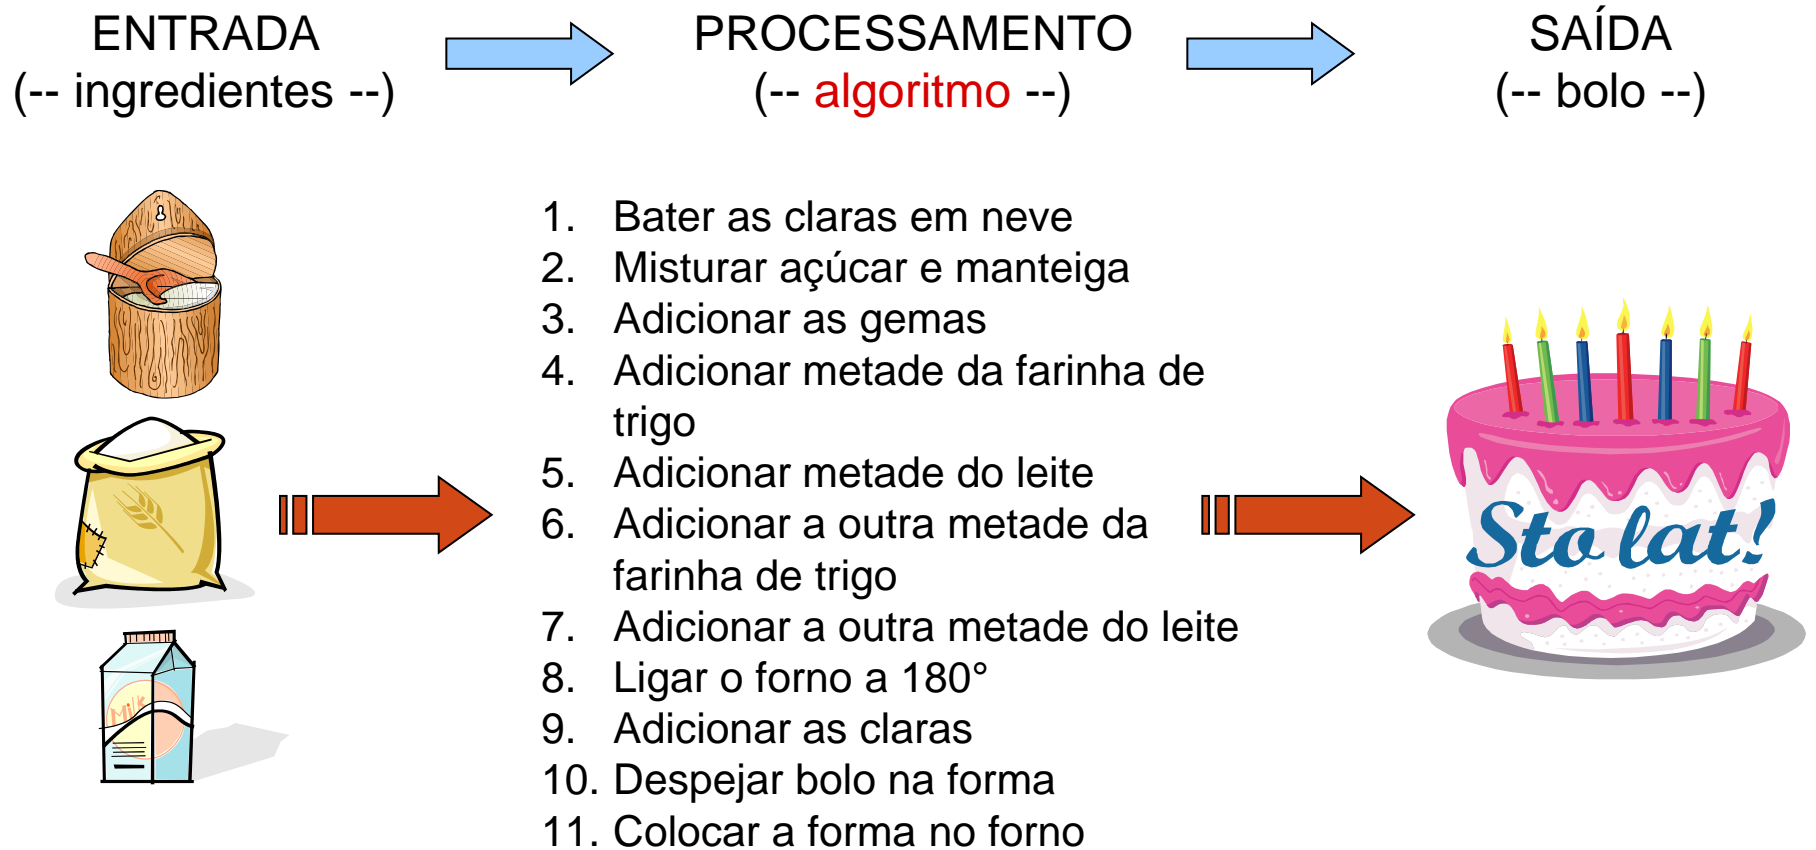 ENTRADA
(-- ingredientes --)
PROCESSAMENTO
(-- algoritmo --)
SAÍDA
(-- bolo --)
1. Bater as claras em neve
2. Misturar açúcar e manteiga
3. Adicionar as gemas
4. Adicionar metade da farinha de
trigo
5. Adicionar metade do leite
6. Adicionar a outra metade da
farinha de trigo
7. Adicionar a outra metade do leite
8. Ligar o forno a 180°
9. Adicionar as claras
10. Despejar bolo na forma
11. Colocar a forma no forno
Milk
Sto lat!